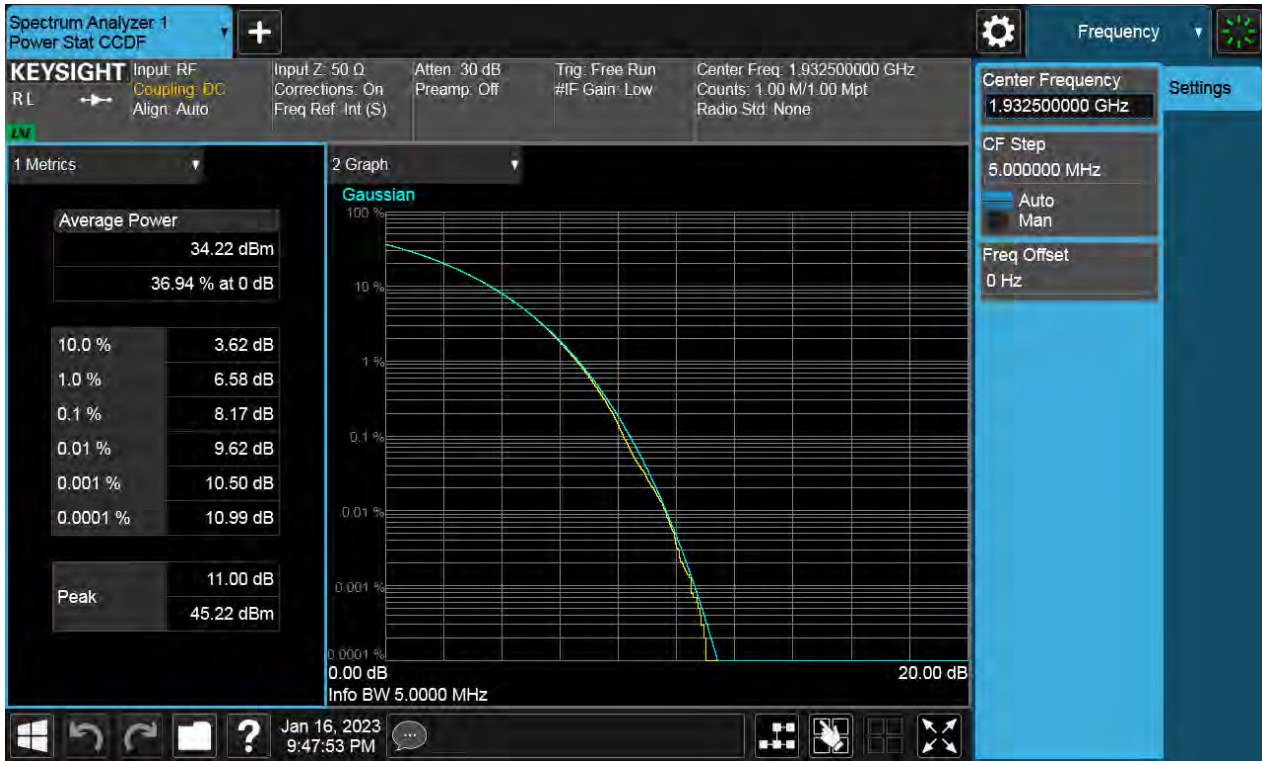 Spectrum Analyzer 1
Power Stat CCDF
+
Frequency
KEYSIGHT
RL
Input: RF
Coupling: DC
Align: Auto
Input Z: 50 Ω
Corrections: On
Freq Ref: Int (S)
Atten: 30 dB
Preamp: Off
Trig: Free Run
#IF Gain: Low
Center Freq: 1.932500000 GHz
Counts: 1.00 M/1.00 Mpt
Radio Std: None
1 Metrics
Average Power
34.22 dBm
36.94 % at 0 dB
10.0 % 3.62 dB
1.0 % 6.58 dB
0.1 % 8.17 dB
0.01 % 9.62 dB
0.001 % 10.50 dB
0.0001 % 10.99 dB
Peak
11.00 dB
45.22 dBm
2 Graph
Gaussian
100 %
10 %
1 %
0.1 %
0.01 %
0.001 %
0.0001 %
0.00 dB 20.00 dB
Info BW 5.0000 MHz
Center Frequency
1.932500000 GHz
Settings
CF Step
5.000000 MHz
Auto
Man
Freq Offset
0 Hz
?
Jan 16, 2023
9:47:53 PM